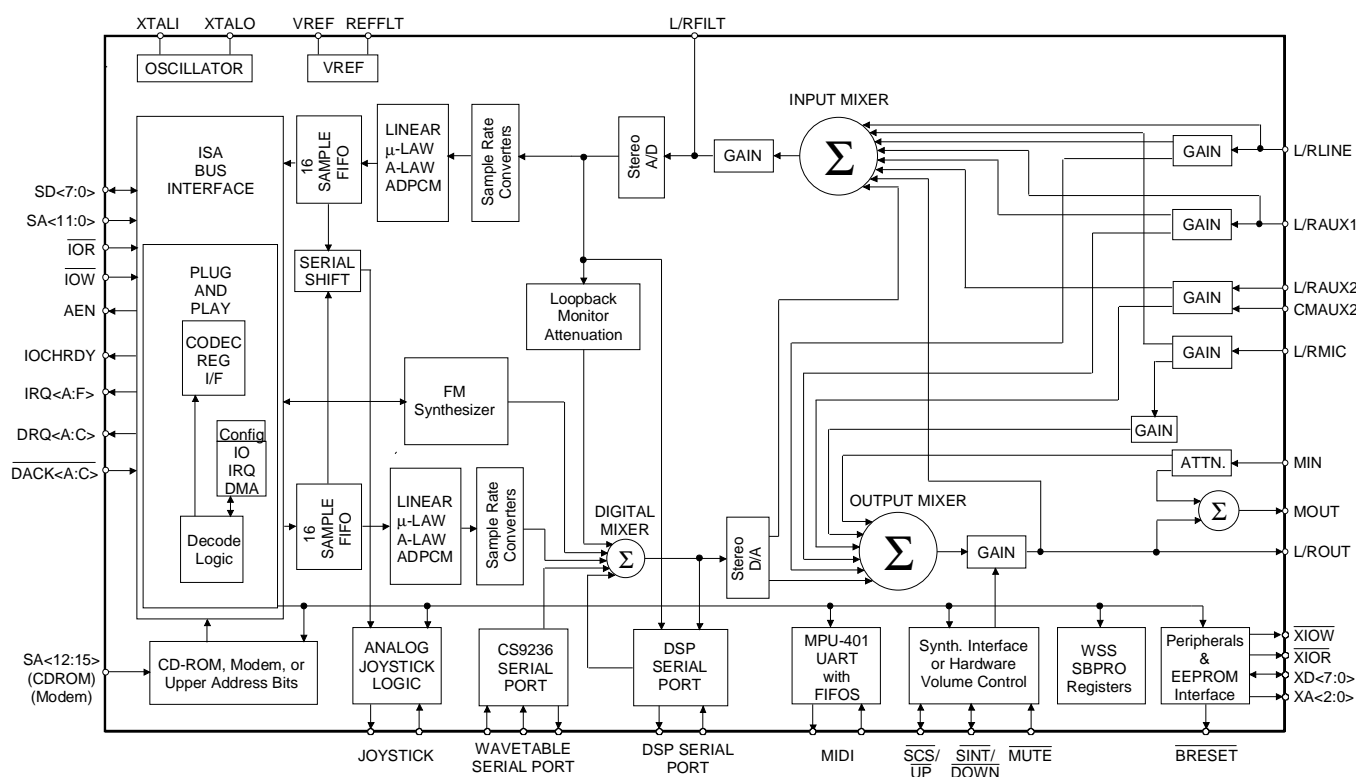 XTALI XTALO VREF REFFLT L/RFILT
OSCILLATOR
VREF
INPUT MIXER
ISA
BUS
INTERFACE
16
SAMPLE
FIFO
LINEAR
μ-LAW
A-LAW
ADPCM
Sample Rate
Converters
Stereo
A/D
GAIN
Σ
GAIN
L/RLINE
SD<7:0>
SA<11:0>
IOR
IOW
AEN
IOCHRDY
IRQ<A:F>
DRQ<A:C>
DACK<A:C>
PLUG
AND
PLAY
CODEC
REG
I/F
Config
IO
IRQ
DMA
Decode
Logic
SERIAL
SHIFT
Loopback
Monitor
Attenuation
FM
Synthesizer
GAIN
L/RAUX1
GAIN
L/RAUX2
CMAUX2
GAIN
L/RMIC
GAIN
ATTN.
MIN
16
SAMPLE
FIFO
LINEAR
μ-LAW
A-LAW
ADPCM
Sample Rate
Converters
DIGITAL
MIXER
Σ
Stereo
D/A
OUTPUT MIXER
Σ
GAIN
Σ
MOUT
L/ROUT
SA<12:15>
(CDROM)
(Modem)
CD-ROM, Modem, or
Upper Address Bits
ANALOG
JOYSTICK
LOGIC
CS9236
SERIAL
PORT
DSP
SERIAL
PORT
MPU-401
UART
with
FIFOS
Synth. Interface
or Hardware
Volume Control
WSS
SBPRO
Registers
Peripherals
&
EEPROM
Interface
XIOW
XIOR
XD<7:0>
XA<2:0>
JOYSTICK
WAVETABLE
SERIAL PORT
DSP SERIAL
PORT
MIDI
SCS/
UP
SINT/
DOWN
MUTE
BRESET